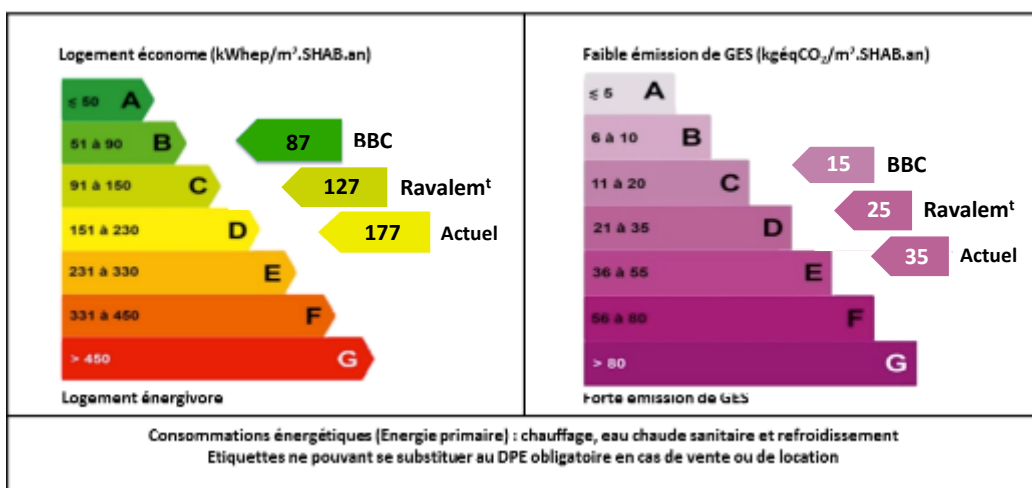 Logement économe (kWhep/m².SHAB.an)
≤ 50 A
51 à 90 B
87 BBC
91 à 150 C
127 Ravalemᵗ
151 à 230 D
177 Actuel
231 à 330 E
331 à 450 F
> 450 G
Logement énergivore
Faible émission de GES (kgéqCO₂/m².SHAB.an)
≤ 5 A
6 à 10 B
15 BBC
11 à 20 C
25 Ravalemᵗ
21 à 35 D
35 Actuel
36 à 55 E
56 à 80 F
> 80 G
Forte émission de GES
Consommations énergétiques (Energie primaire) : chauffage, eau chaude sanitaire et refroidissement
Etiquettes ne pouvant se substituer au DPE obligatoire en cas de vente ou de location